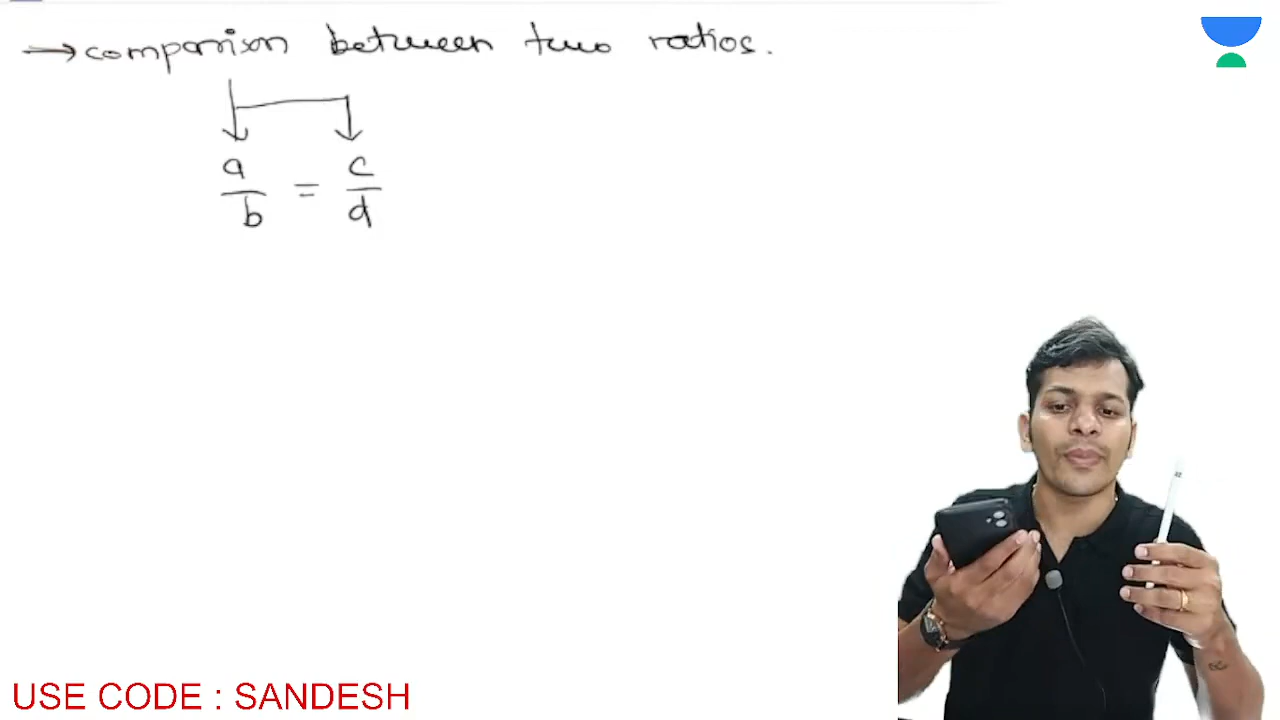 → comparison between two ratios.
a/b = c/d
USE CODE : SANDESH